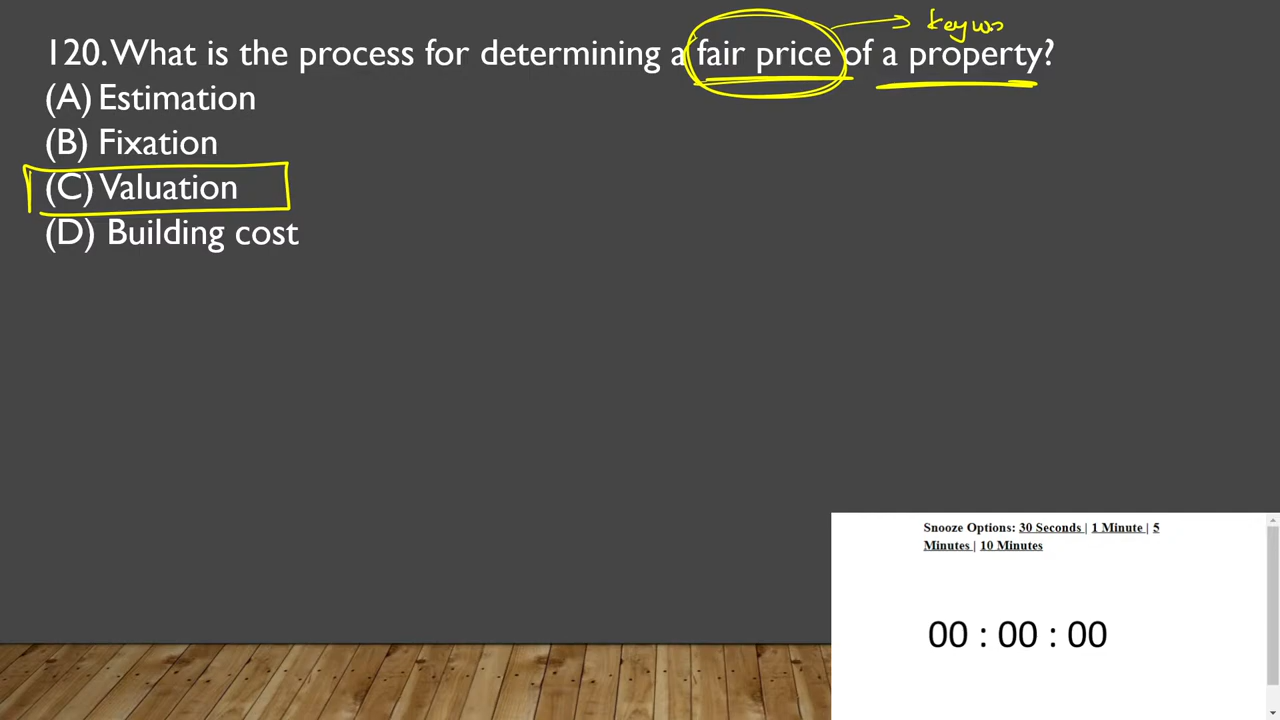 120. What is the process for determining a fair price of a property?
(A) Estimation
(B) Fixation
(C) Valuation
(D) Building cost
Snooze Options: 30 Seconds | 1 Minute | 5
Minutes | 10 Minutes
00 : 00 : 00